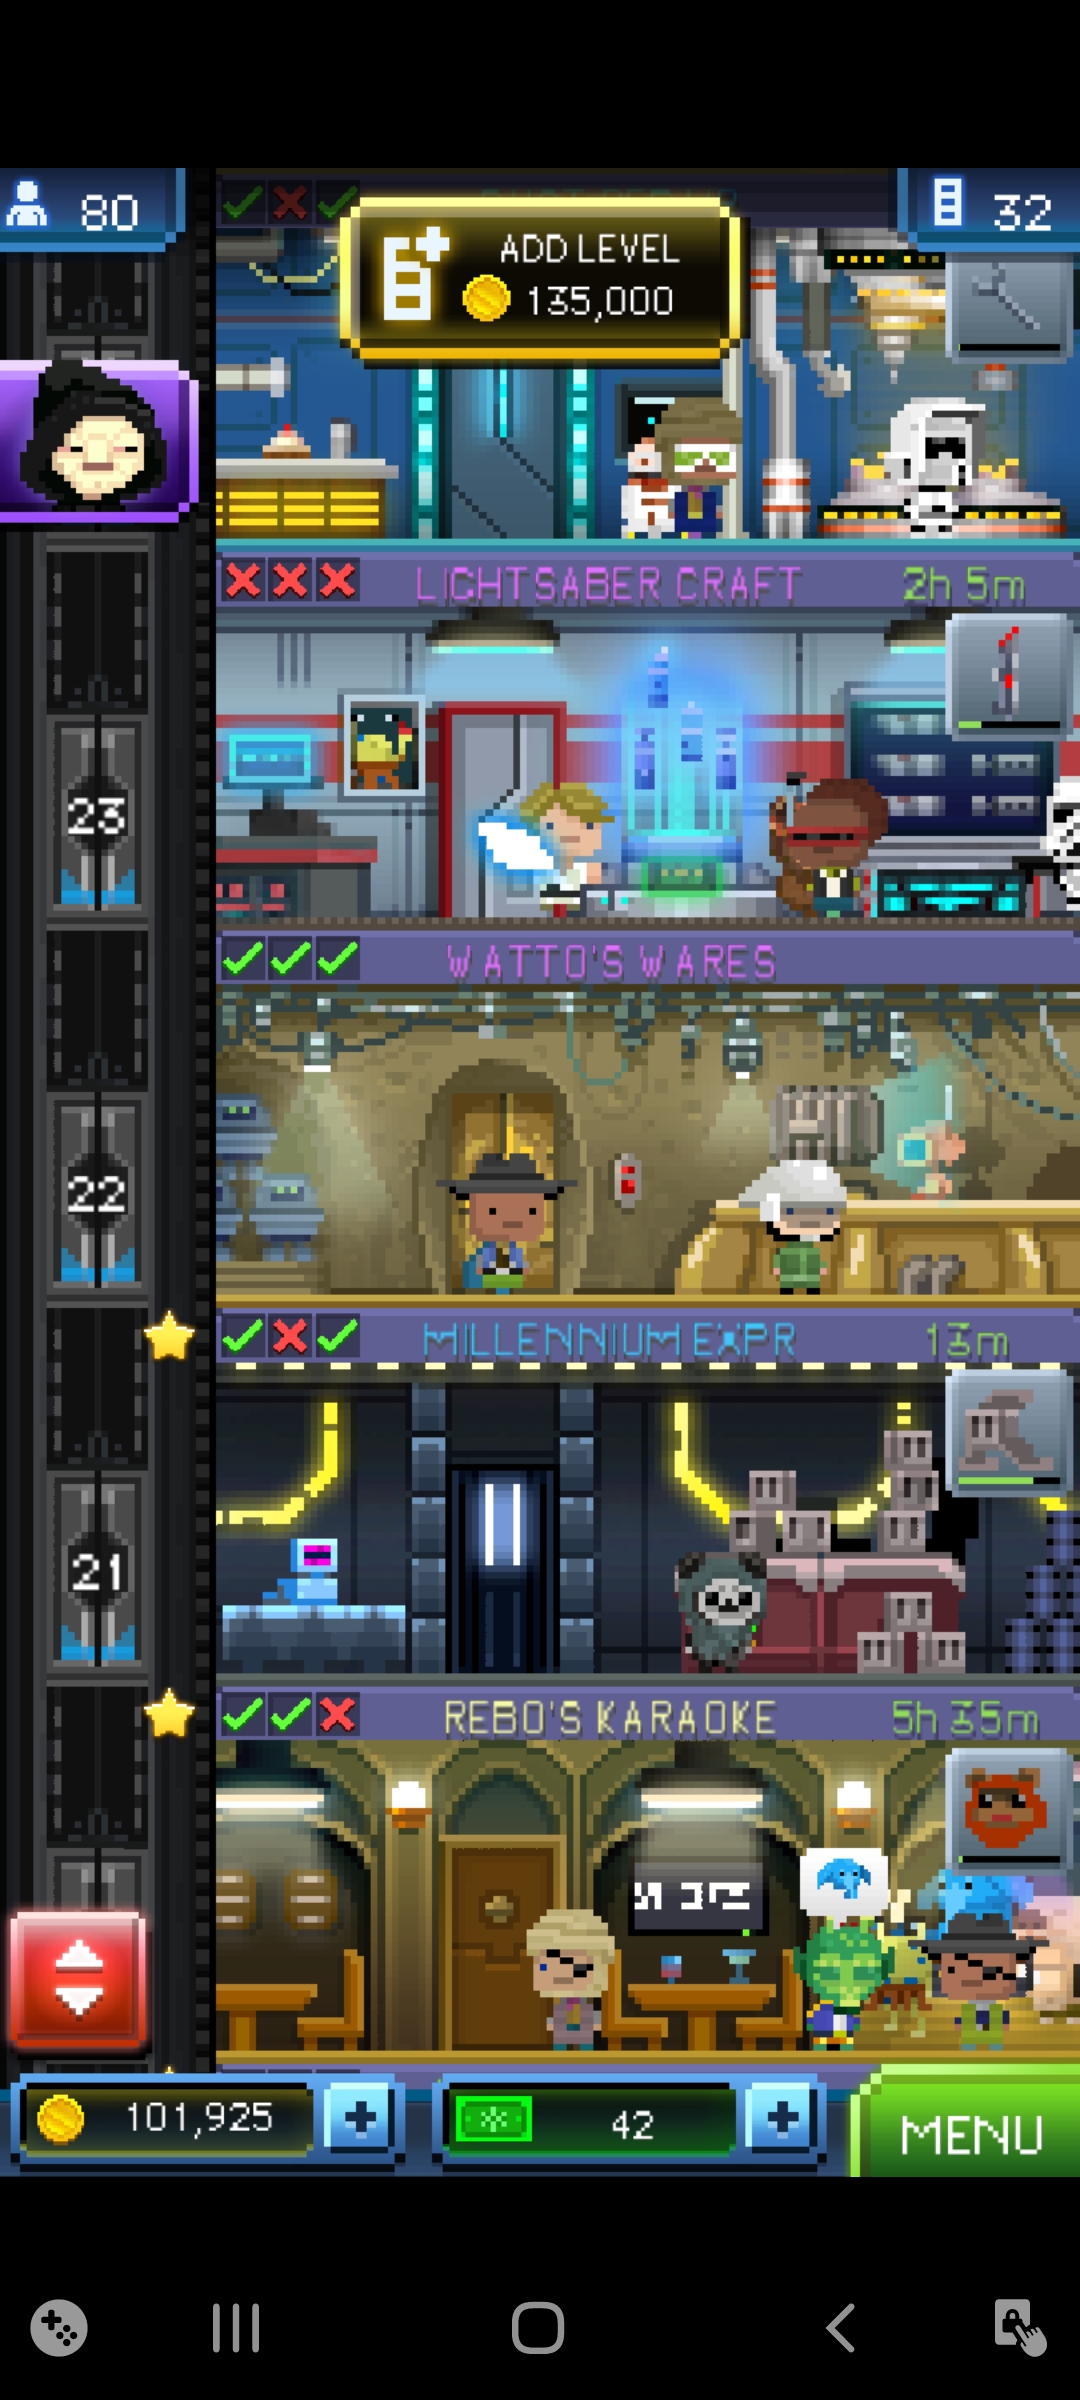 80
32
ADD LEVEL
135,000
LIGHTSABER CRAFT 2h 5m
23
WATTO'S WARES
22
MILLENNIUM EXPR 13m
21
REBO'S KARAOKE 5h 35m
101,925
42
MENU